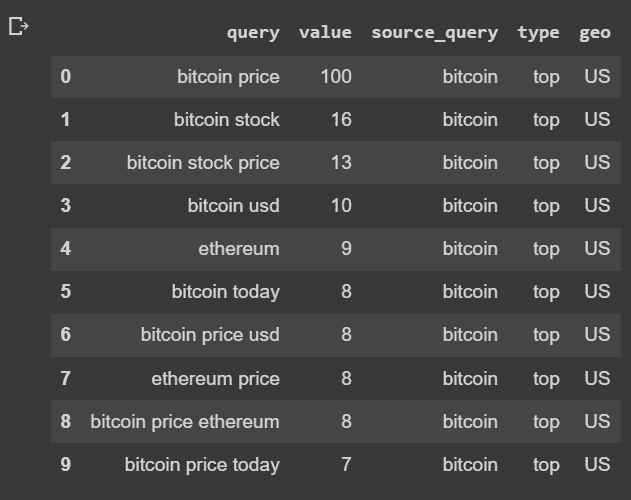 query value source_query type geo
0 bitcoin price 100 bitcoin top US
1 bitcoin stock 16 bitcoin top US
2 bitcoin stock price 13 bitcoin top US
3 bitcoin usd 10 bitcoin top US
4 ethereum 9 bitcoin top US
5 bitcoin today 8 bitcoin top US
6 bitcoin price usd 8 bitcoin top US
7 ethereum price 8 bitcoin top US
8 bitcoin price ethereum 8 bitcoin top US
9 bitcoin price today 7 bitcoin top US